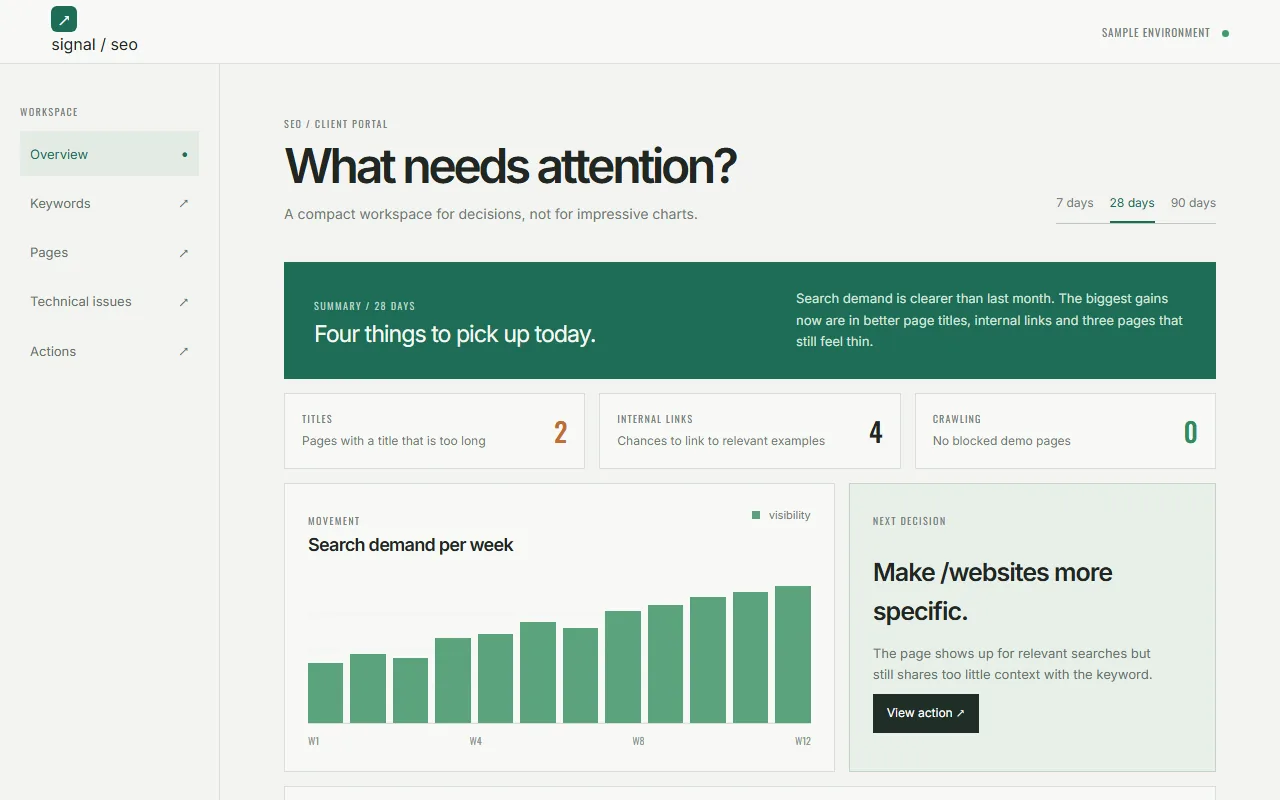 signal / seo
SAMPLE ENVIRONMENT
WORKSPACE
Overview
Keywords
Pages
Technical issues
Actions
SEO / CLIENT PORTAL
What needs attention?
A compact workspace for decisions, not for impressive charts.
7 days 28 days 90 days
SUMMARY / 28 DAYS
Four things to pick up today.
Search demand is clearer than last month. The biggest gains
now are in better page titles, internal links and three pages that
still feel thin.
TITLES
Pages with a title that is too long
2
INTERNAL LINKS
Chances to link to relevant examples
4
CRAWLING
No blocked demo pages
0
MOVEMENT
Search demand per week
visibility
W1 W4 W8 W12
NEXT DECISION
Make /websites more
specific.
The page shows up for relevant searches but
still shares too little context with the keyword.
View action ↗